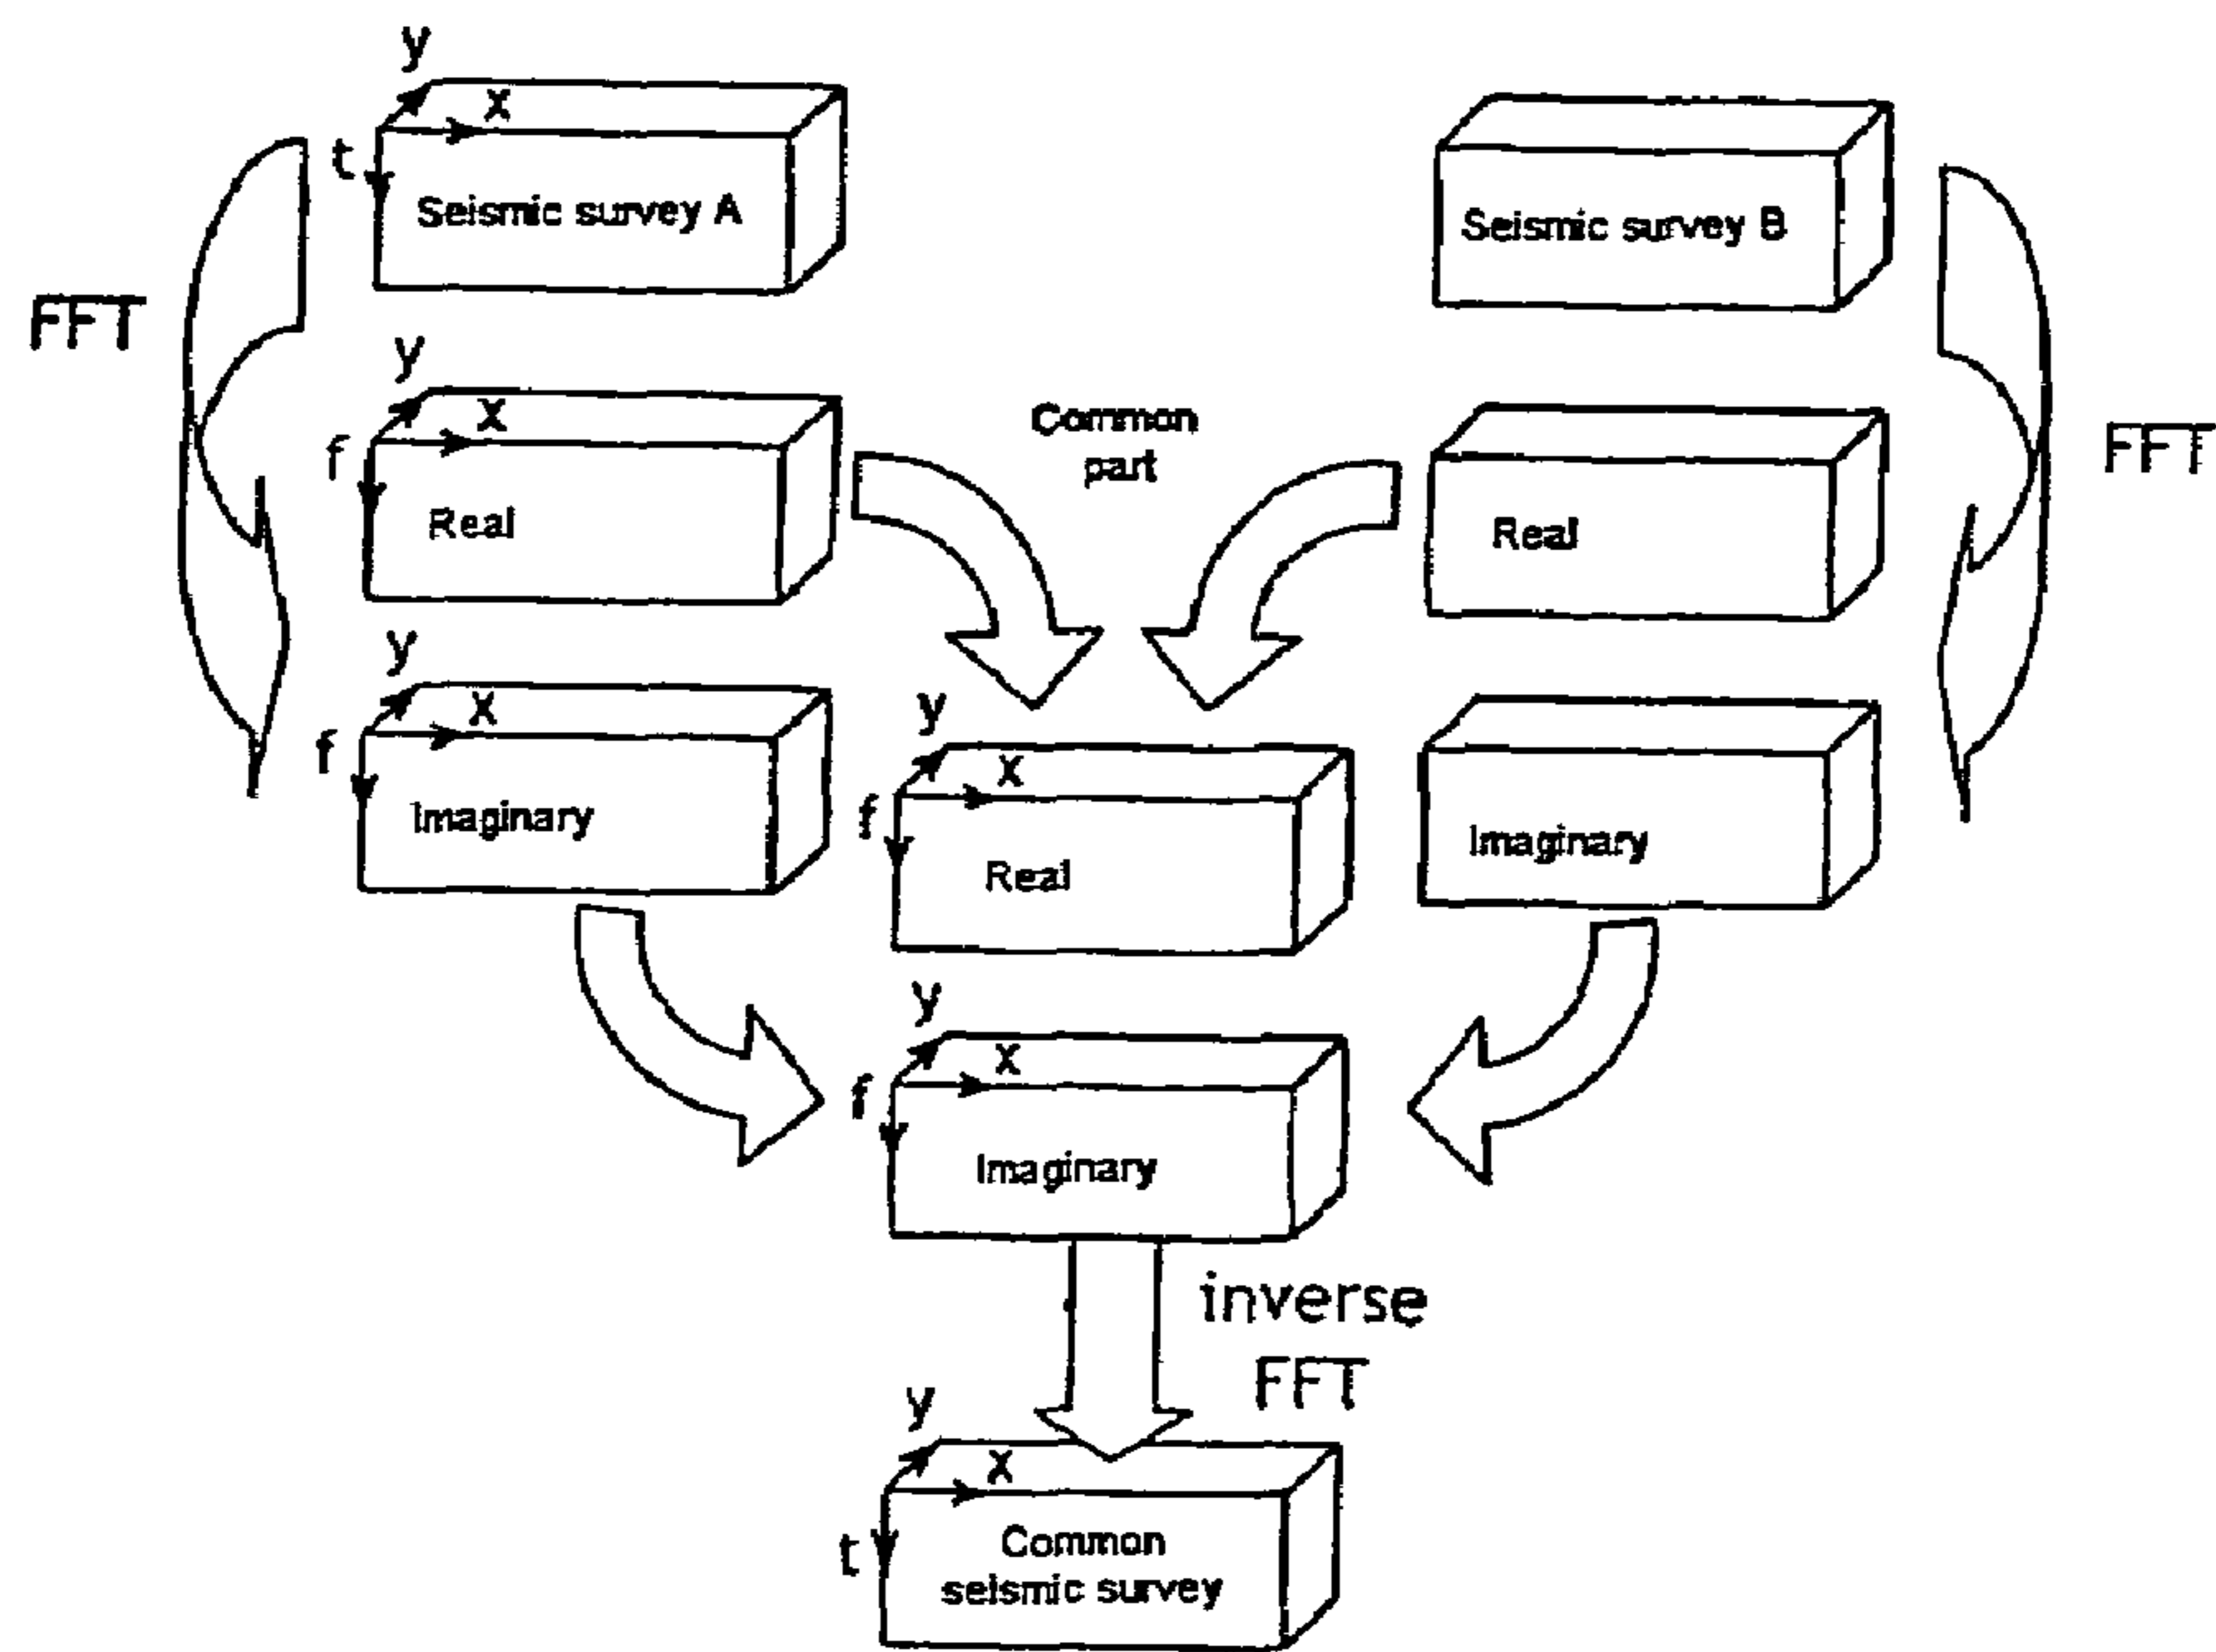 y
x
t
Seismic survey A
Seismic survey B
FFT
y
x
f
Real
Common
part
Real
FFT
y
x
f
Imaginary
y
x
f
Real
Imaginary
y
x
f
Imaginary
inverse
FFT
y
x
t
Common
seismic survey